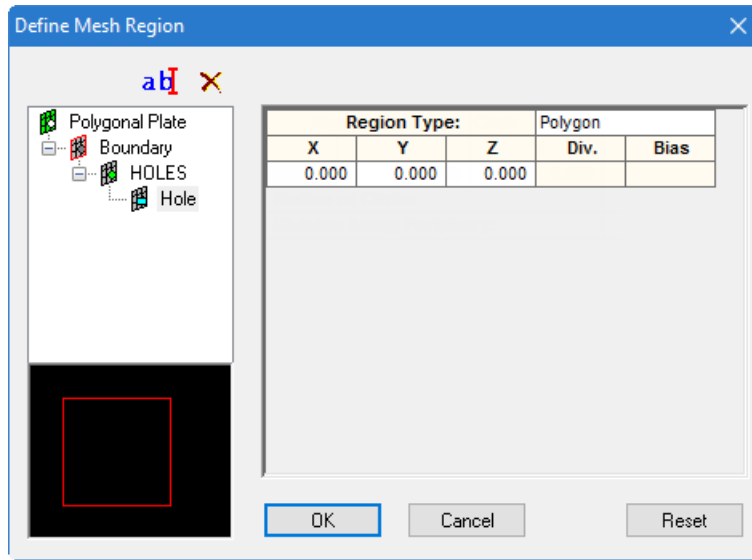 Define Mesh Region
ab
Polygonal Plate
Boundary
HOLES
Hole
Region Type: Polygon
X Y Z Div. Bias
0.000 0.000 0.000
OK Cancel Reset